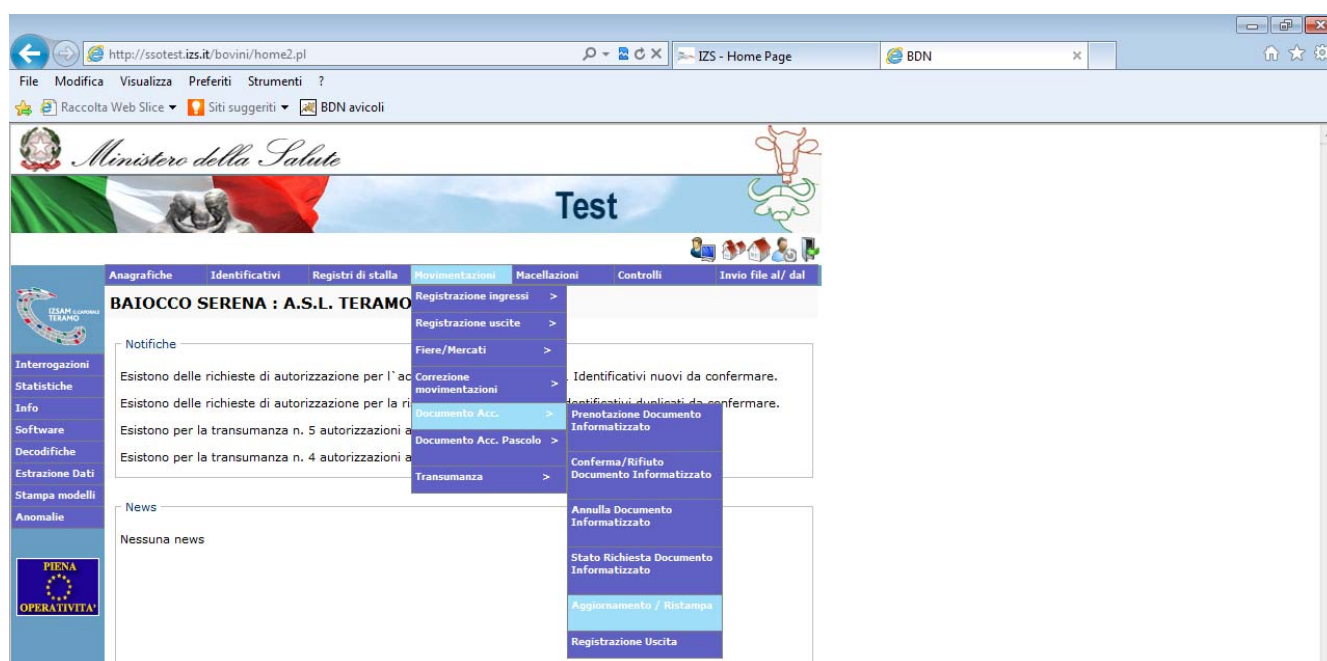 http://ssotest.izs.it/bovini/home2.pl
IZS - Home Page
BDN
File Modifica Visualizza Preferiti Strumenti ?
Raccolta Web Slice Siti suggeriti BDN avicoli
Ministero della Salute
Test
Anagrafiche Identificativi Registri di stalla Movimentazioni Macellazioni Controlli Invio file al/ dal
IZSAM G.CAPORALE
TERAMO
BAIOCCO SERENA : A.S.L. TERAMO
Interrogazioni
Statistiche
Info
Software
Decodifiche
Estrazione Dati
Stampa modelli
Anomalie
PIENA
OPERATIVITA'
Notifiche
Esistono delle richieste di autorizzazione per l`ac . Identificativi nuovi da confermare.
Esistono delle richieste di autorizzazione per la ri dentificativi duplicati da confermare.
Esistono per la transumanza n. 5 autorizzazioni a
Esistono per la transumanza n. 4 autorizzazioni a
News
Nessuna news
Registrazione ingressi >
Registrazione uscite >
Fiere/Mercati >
Correzione
movimentazioni >
Documento Acc. >
Documento Acc. Pascolo >
Transumanza >
Prenotazione Documento
Informatizzato
Conferma/Rifiuto
Documento Informatizzato
Annulla Documento
Informatizzato
Stato Richiesta Documento
Informatizzato
Aggiornamento / Ristampa
Registrazione Uscita